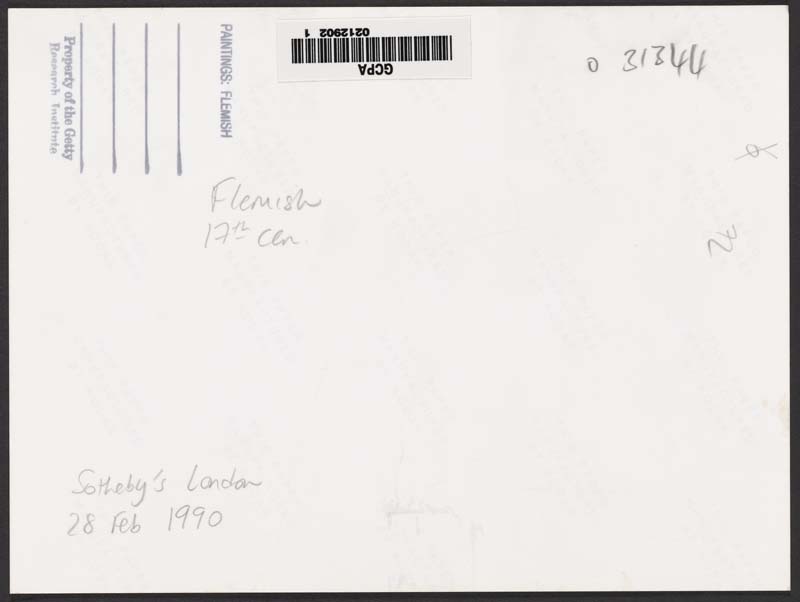 PAINTINGS: FLEMISH
Property of the Getty
Research Institute
GCPA
0212902 1
0 31344
Flemish
17th cen.
72
Sotheby's London
28 Feb 1990